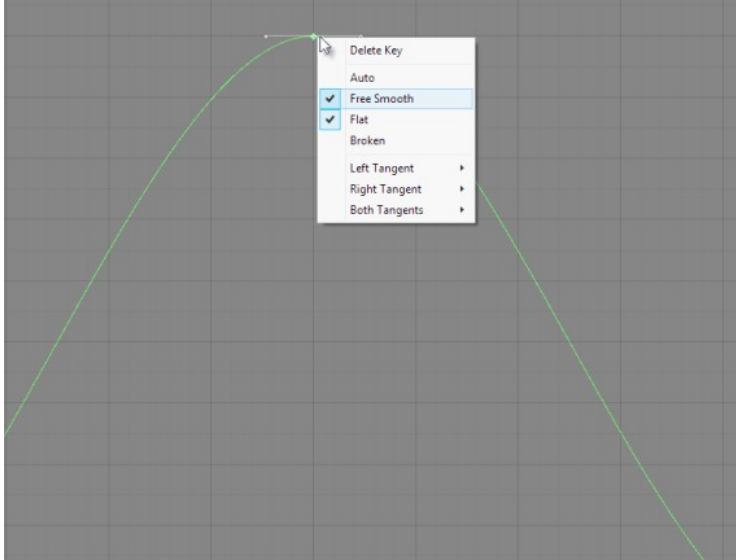 Delete Key
Auto
Free Smooth
Flat
Broken
Left Tangent
Right Tangent
Both Tangents